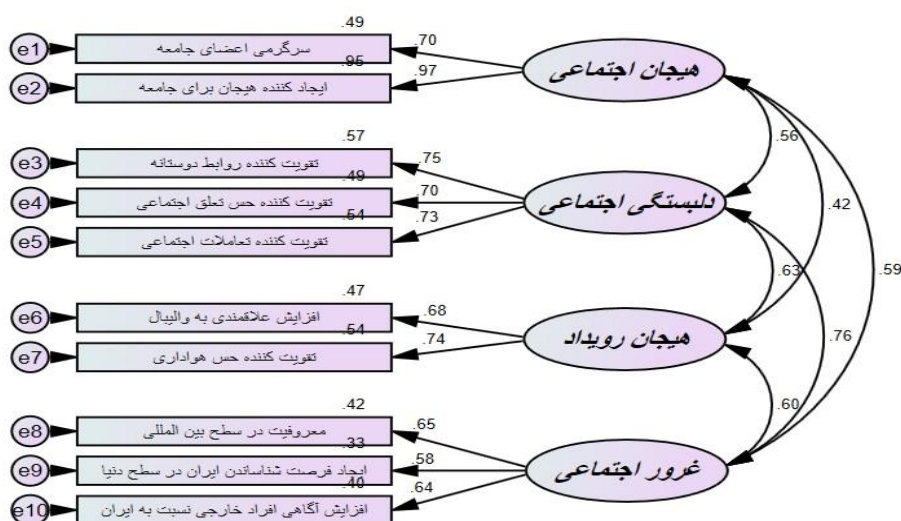 .49
e1 سرگرمی اعضای جامعه .70
.95
e2 ایجاد کننده هیجان برای جامعه .97
هیجان اجتماعی
.57
e3 تقویت کننده روابط دوستانه .75
.49
e4 تقویت کننده حس تعلق اجتماعی .70
.54
e5 تقویت کننده تعاملات اجتماعی .73
دلبستگی اجتماعی
.47
e6 افزایش علاقمندی به والیبال .68
.54
e7 تقویت کننده حس هواداری .74
هیجان رویداد
.42
e8 معروفیت در سطح بین المللی .65
.33
e9 ایجاد فرصت شناساندن ایران در سطح دنیا .58
.40
e10 افزایش آگاهی افراد خارجی نسبت به ایران .64
غرور اجتماعی
.56
.42
.59
.63
.76
.60